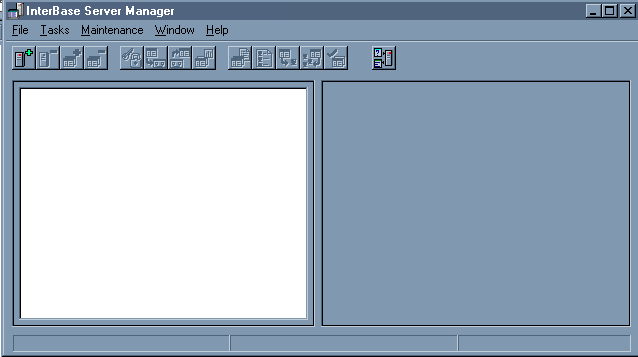 InterBase Server Manager
File Tasks Maintenance Window Help